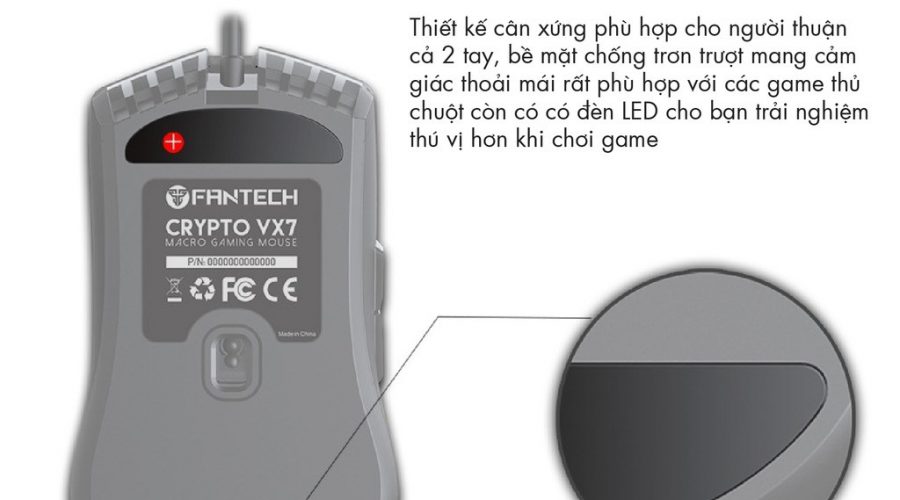 Thiết kế cân xứng phù hợp cho người thuận
cả 2 tay, bề mặt chống trơn trượt mang cảm
giác thoải mái rất phù hợp với các game thủ
chuột còn có có đèn LED cho bạn trải nghiệm
thú vị hơn khi chơi game
FANTECH
CRYPTO VX7
MACRO GAMING MOUSE
P/N: 0000000000000
FC CE
Made in China